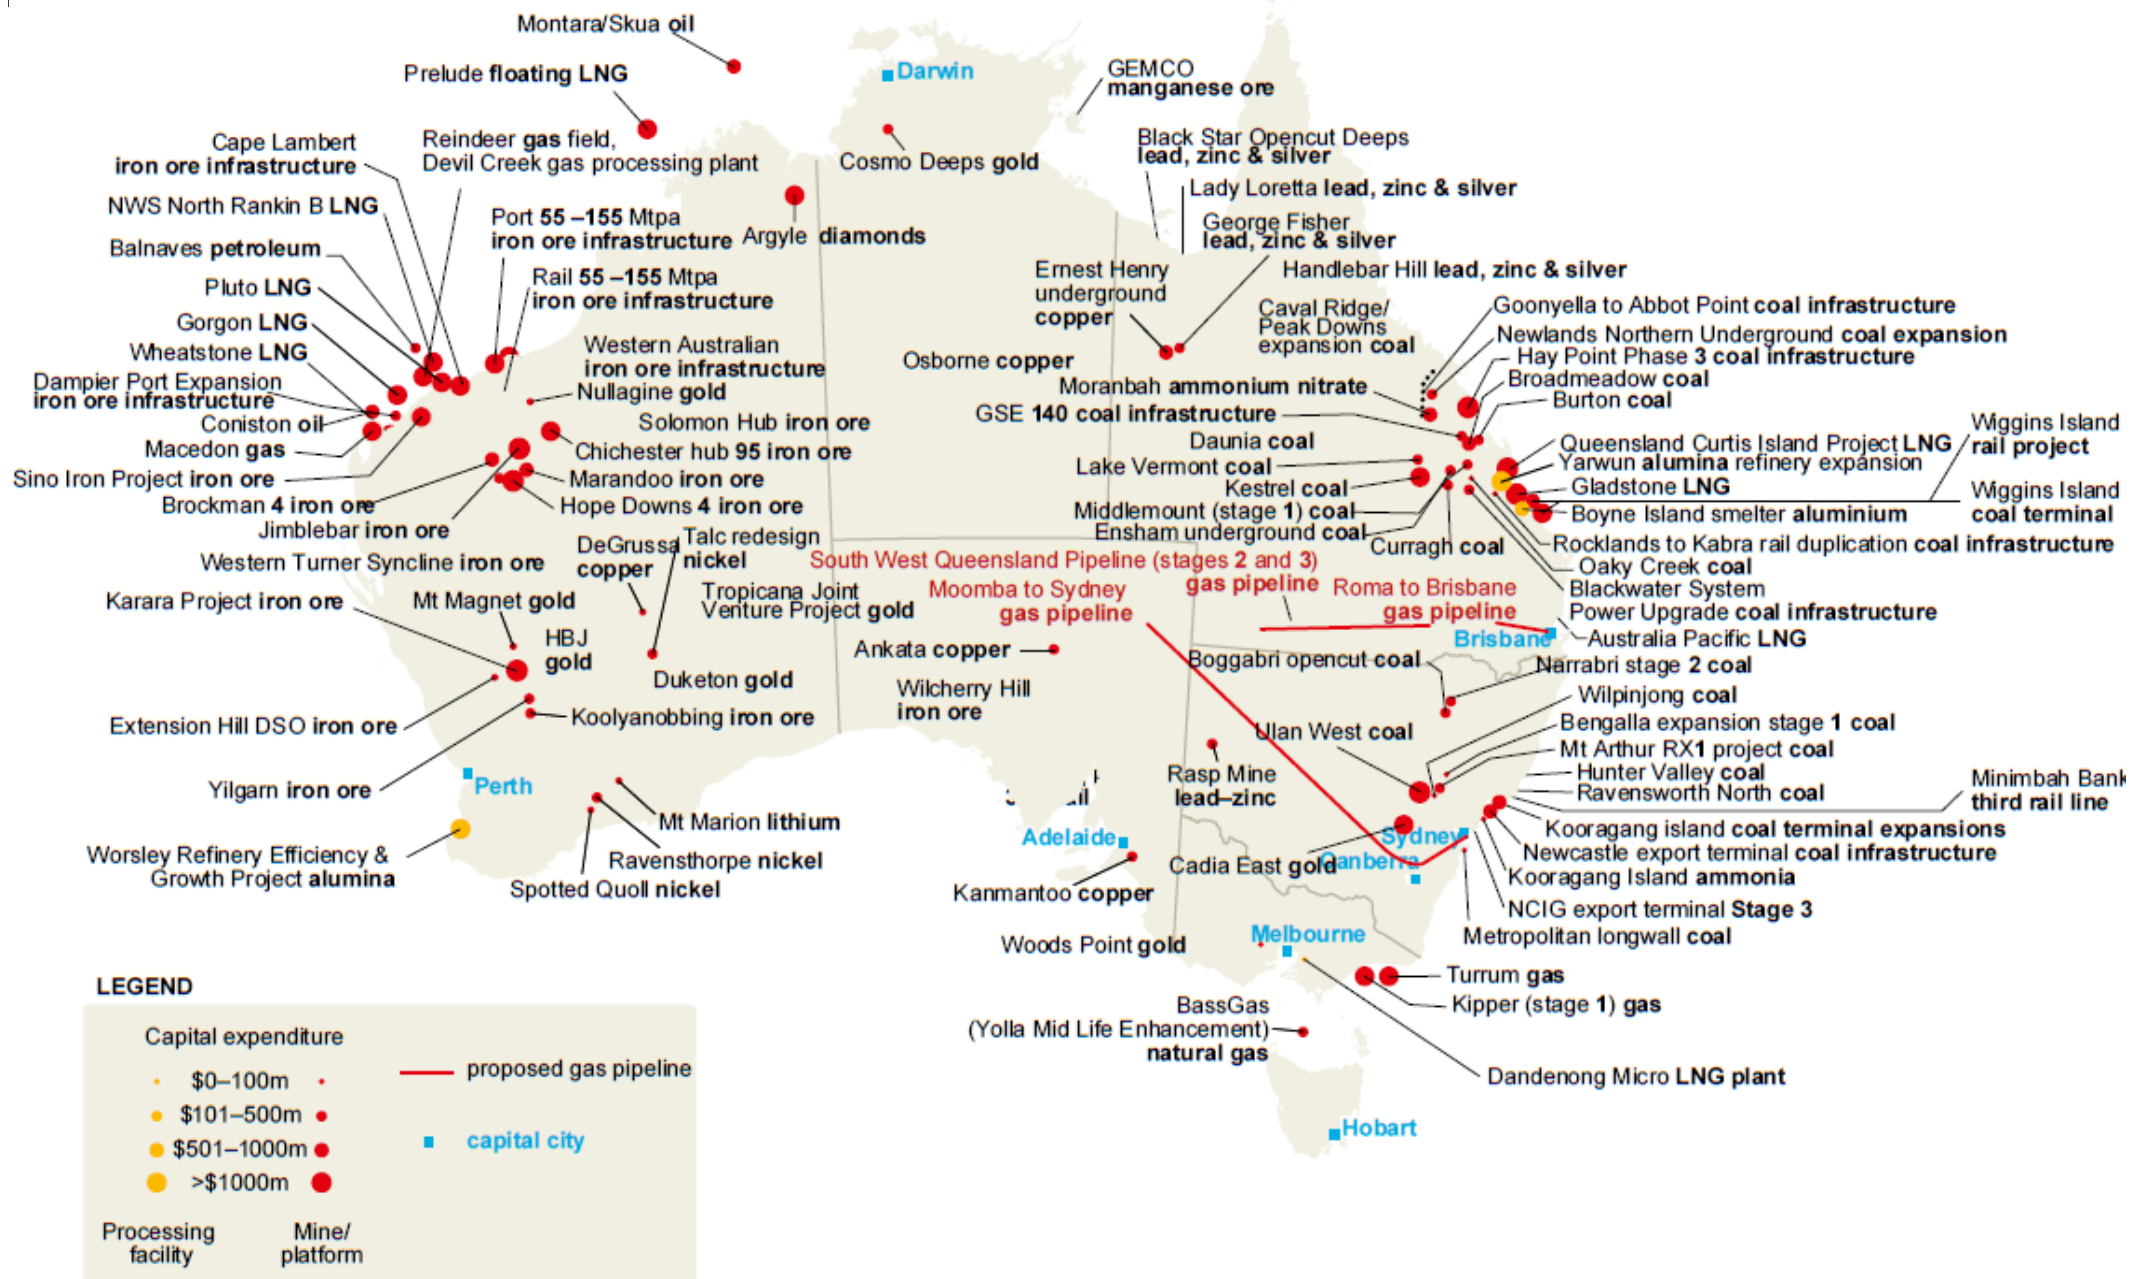 Montara/Skua oil
Prelude floating LNG
Darwin
GEMCO
manganese ore
Cape Lambert
iron ore infrastructure
Reindeer gas field,
Devil Creek gas processing plant
Cosmo Deeps gold
Black Star Opencut Deeps
lead, zinc & silver
Lady Loretta lead, zinc & silver
NWS North Rankin B LNG
Port 55 –155 Mtpa
iron ore infrastructure
Argyle diamonds
George Fisher
lead, zinc & silver
Balnaves petroleum
Rail 55 –155 Mtpa
iron ore infrastructure
Ernest Henry
underground
copper
Handlebar Hill lead, zinc & silver
Pluto LNG
Caval Ridge/
Peak Downs
expansion coal
Goonyella to Abbot Point coal infrastructure
Gorgon LNG
Newlands Northern Underground coal expansion
Wheatstone LNG
Western Australian
iron ore infrastructure
Osborne copper
Hay Point Phase 3 coal infrastructure
Dampier Port Expansion
iron ore infrastructure
Nullagine gold
Moranbah ammonium nitrate
Broadmeadow coal
Burton coal
Coniston oil
Solomon Hub iron ore
GSE 140 coal infrastructure
Wiggins Island
rail project
Macedon gas
Chichester hub 95 iron ore
Daunia coal
Queensland Curtis Island Project LNG
Sino Iron Project iron ore
Marandoo iron ore
Lake Vermont coal
Yarwun alumina refinery expansion
Kestrel coal
Gladstone LNG
Wiggins Island
coal terminal
Brockman 4 iron ore
Hope Downs 4 iron ore
Middlemount (stage 1) coal
Boyne Island smelter aluminium
Jimblebar iron ore
Ensham underground coal
Curragh coal
Rocklands to Kabra rail duplication coal infrastructure
Western Turner Syncline iron ore
DeGrussa
copper
Talc redesign
nickel
South West Queensland Pipeline (stages 2 and 3)
gas pipeline
Oaky Creek coal
Karara Project iron ore
Mt Magnet gold
Tropicana Joint
Venture Project gold
Moomba to Sydney
gas pipeline
Roma to Brisbane
gas pipeline
Blackwater System
Power Upgrade coal infrastructure
HBJ
gold
Brisbane
Australia Pacific LNG
Ankata copper
Boggabri opencut coal
Narrabri stage 2 coal
Duketon gold
Wilcherry Hill
iron ore
Wilpinjong coal
Extension Hill DSO iron ore
Koolyanobbing iron ore
Ulan West coal
Bengalla expansion stage 1 coal
Mt Arthur RX1 project coal
Yilgarn iron ore
Perth
Rasp Mine
lead–zinc
Hunter Valley coal
Ravensworth North coal
Minimbah Bank
third rail line
Mt Marion lithium
Adelaide
Sydney
Kooragang island coal terminal expansions
Worsley Refinery Efficiency &
Growth Project alumina
Ravensthorpe nickel
Cadia East gold
Canberra
Newcastle export terminal coal infrastructure
Spotted Quoll nickel
Kanmantoo copper
Kooragang Island ammonia
NCIG export terminal Stage 3
Woods Point gold
Melbourne
Metropolitan longwall coal
Turrum gas
Kipper (stage 1) gas
BassGas
(Yolla Mid Life Enhancement)
natural gas
Dandenong Micro LNG plant
Hobart
LEGEND
Capital expenditure
$0–100m
$101–500m
$501–1000m
>$1000m
proposed gas pipeline
capital city
Processing
facility
Mine/
platform